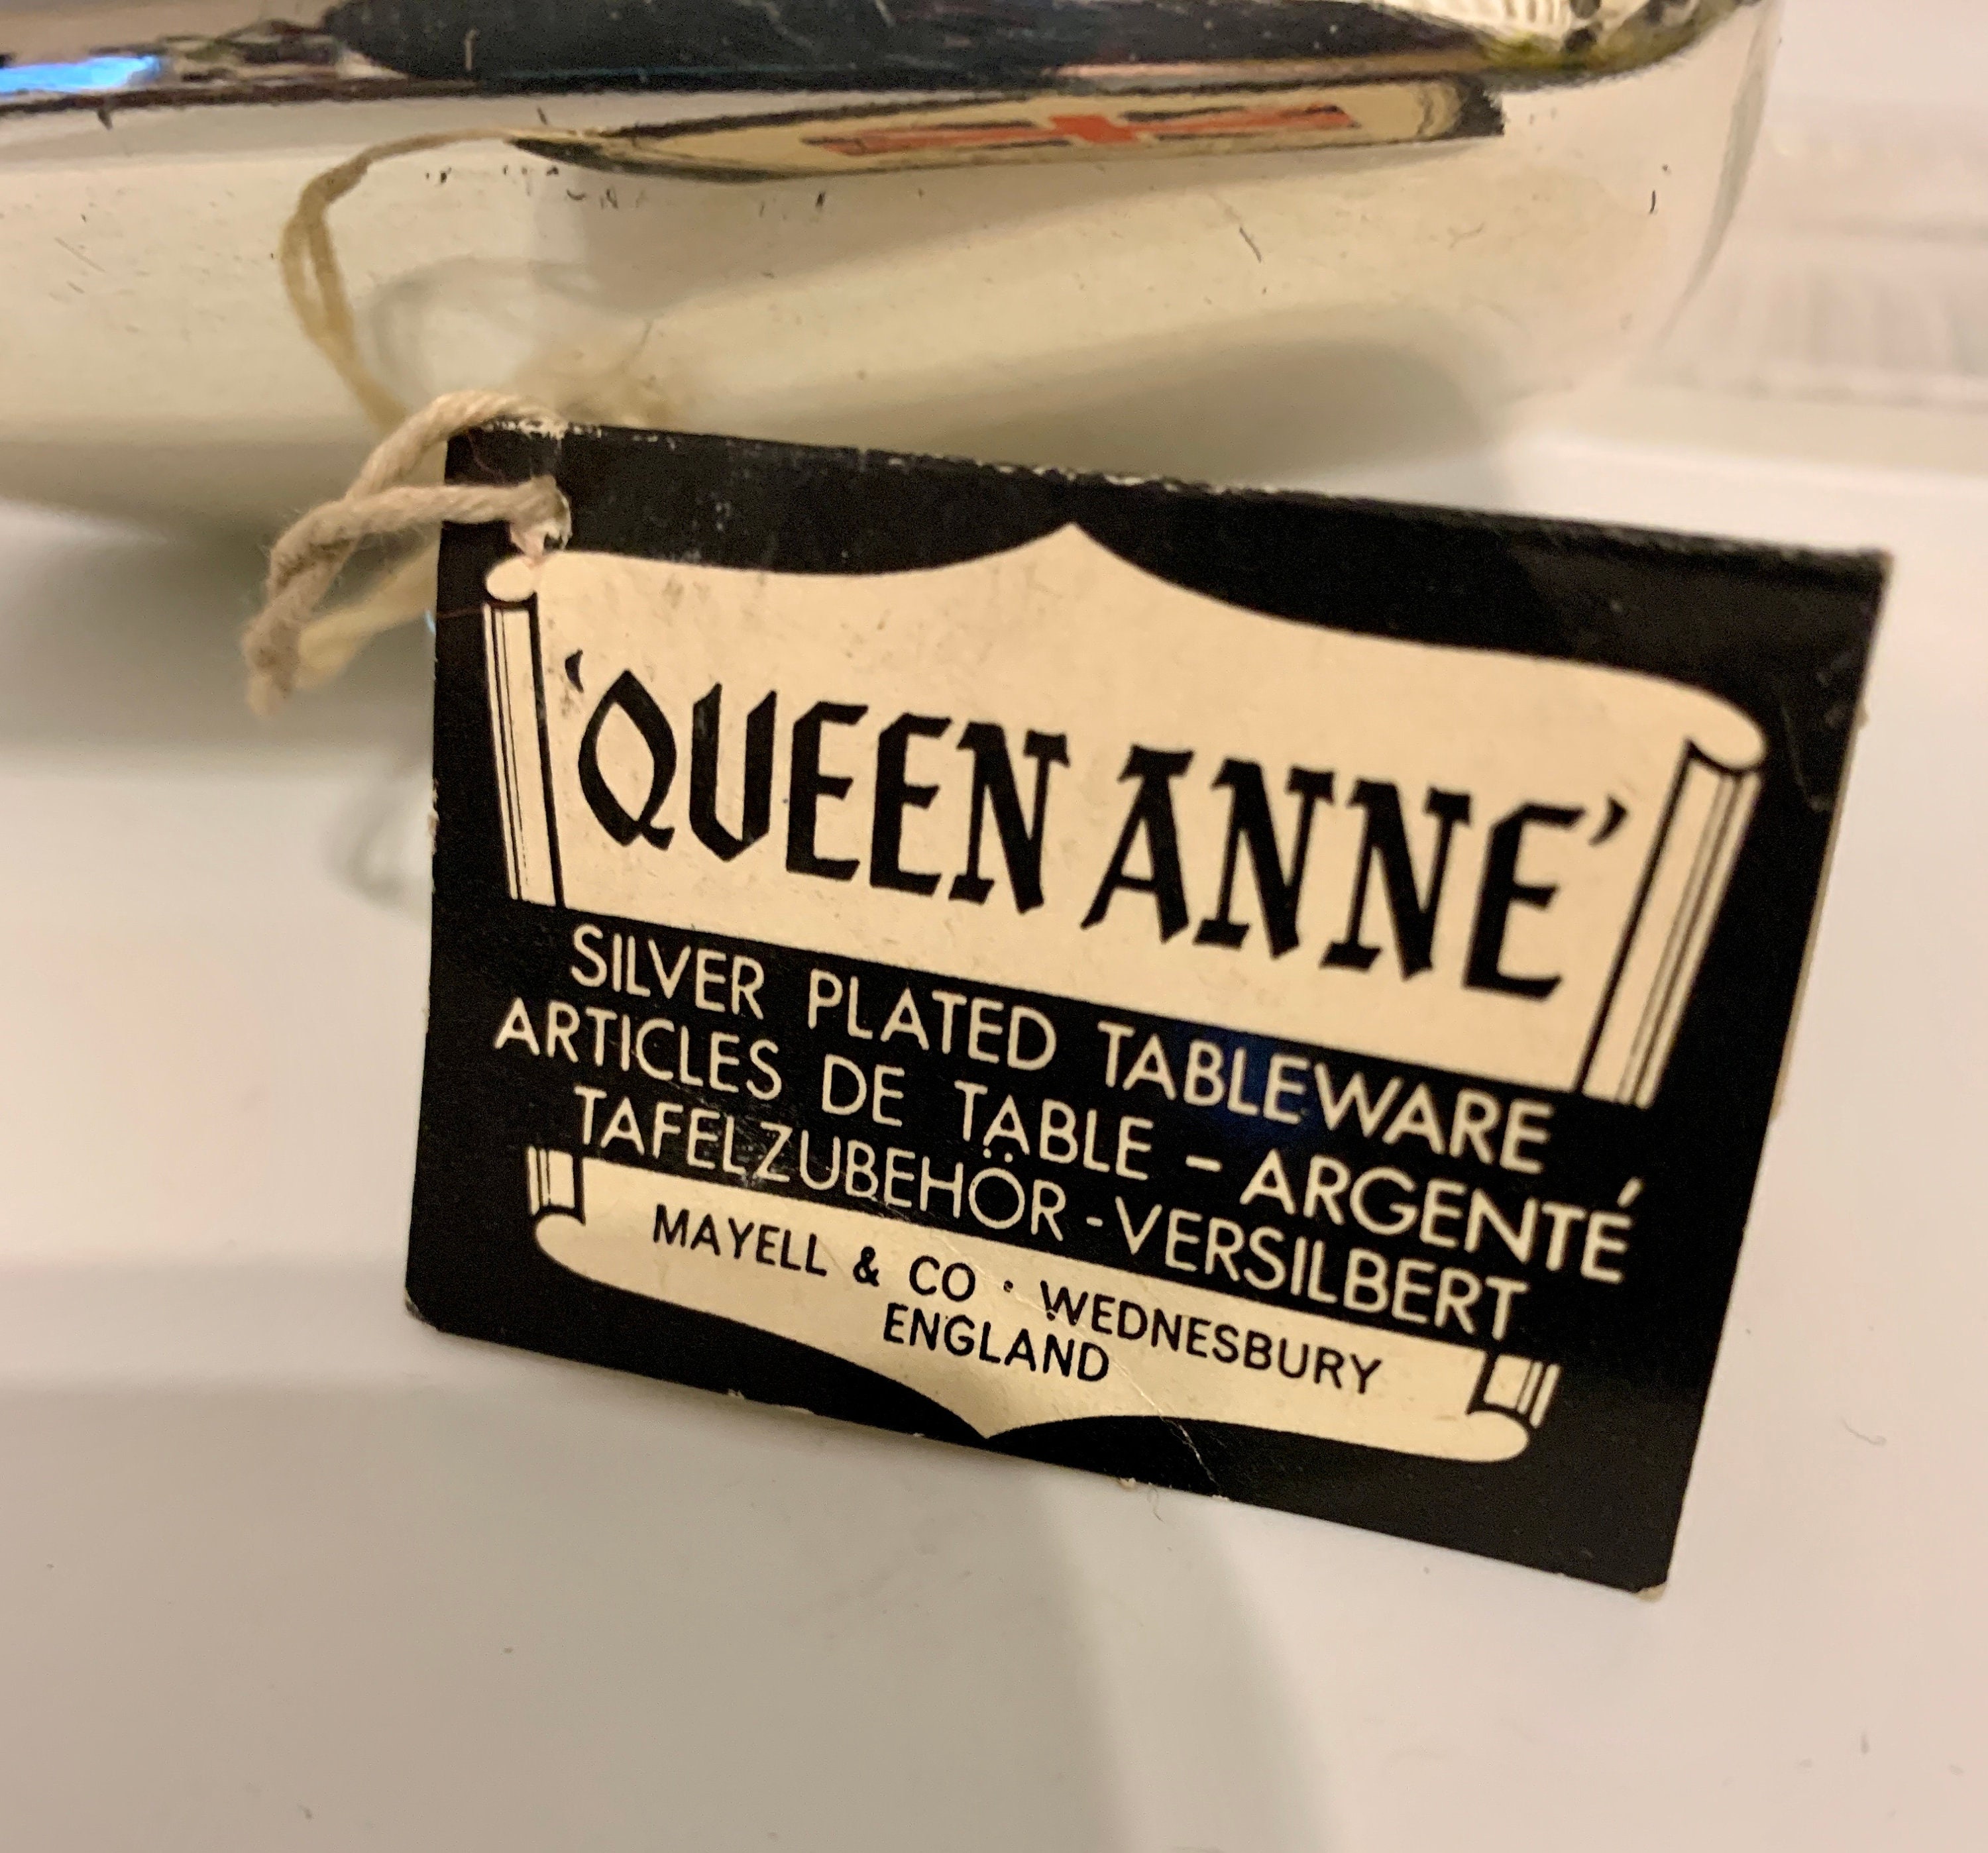 'QUEEN ANNE'
SILVER PLATED TABLEWARE
ARTICLES DE TABLE – ARGENTÉ
TAFELZUBEHÖR - VERSILBERT
MAYELL & CO · WEDNESBURY
ENGLAND